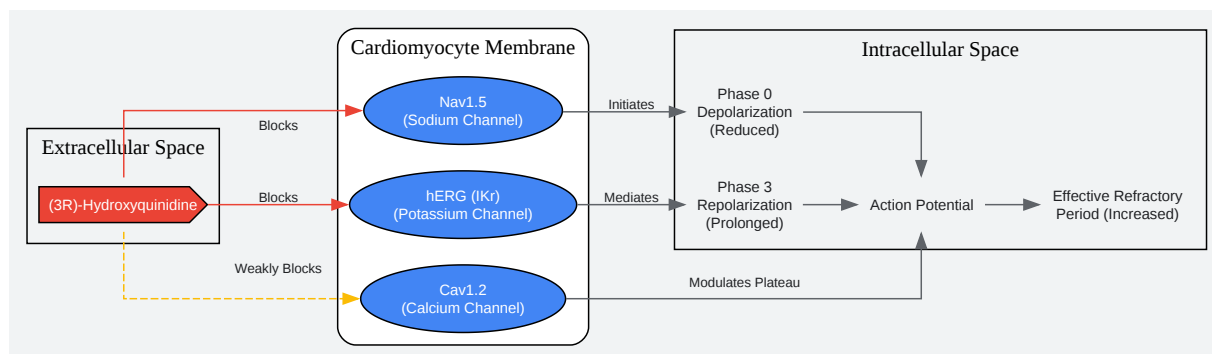 Cardiomyocyte Membrane
Intracellular Space
Nav1.5
(Sodium Channel)
Initiates
Phase 0
Depolarization
(Reduced)
Blocks
Extracellular Space
(3R)-Hydroxyquinidine
Blocks
hERG (IKr)
(Potassium Channel)
Mediates
Phase 3
Repolarization
(Prolonged)
Action Potential
Effective Refractory
Period (Increased)
Weakly Blocks
Cav1.2
(Calcium Channel)
Modulates Plateau